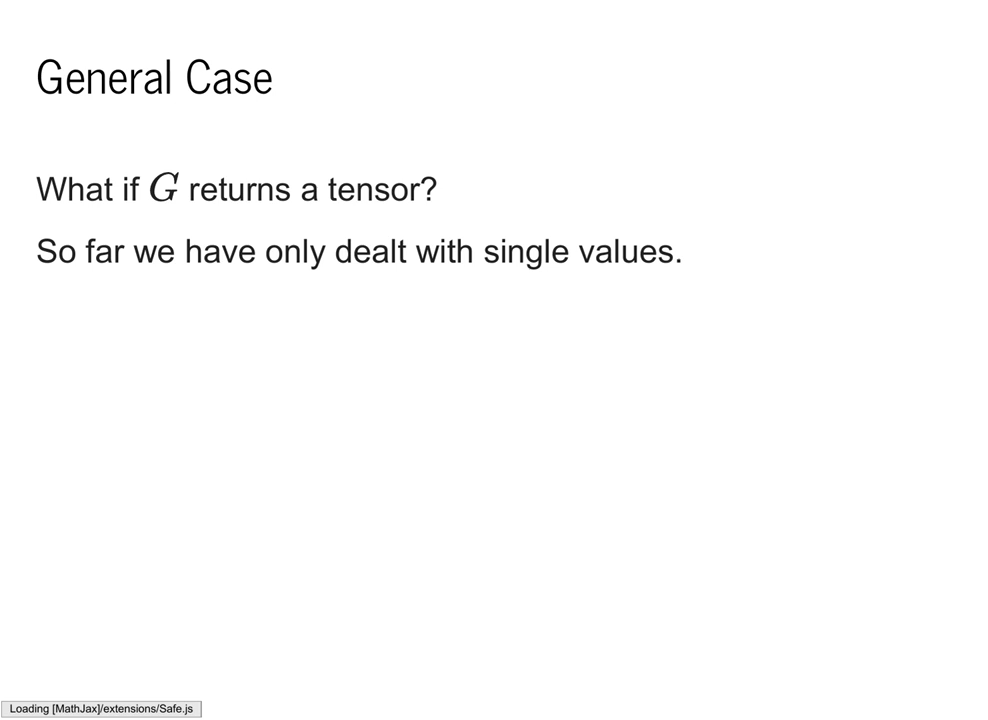 General Case
What if G returns a tensor?
So far we have only dealt with single values.
Loading [MathJax]/extensions/Safe.js